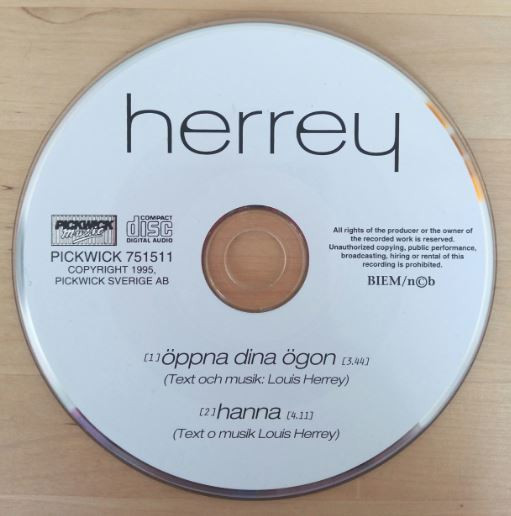 herrey
PICKWICK
music
COMPACT
disc
DIGITAL AUDIO
PICKWICK 751511
COPYRIGHT 1995,
PICKWICK SVERIGE AB
All rights of the producer or the owner of
the recorded work is reserved.
Unauthorized copying, public performance,
broadcasting, hiring or rental of this
recording is prohibited.
BIEM/n©b
[1] öppna dina ögon [3.44]
(Text och musik: Louis Herrey)
[2] hanna [4.11]
(Text o musik Louis Herrey)